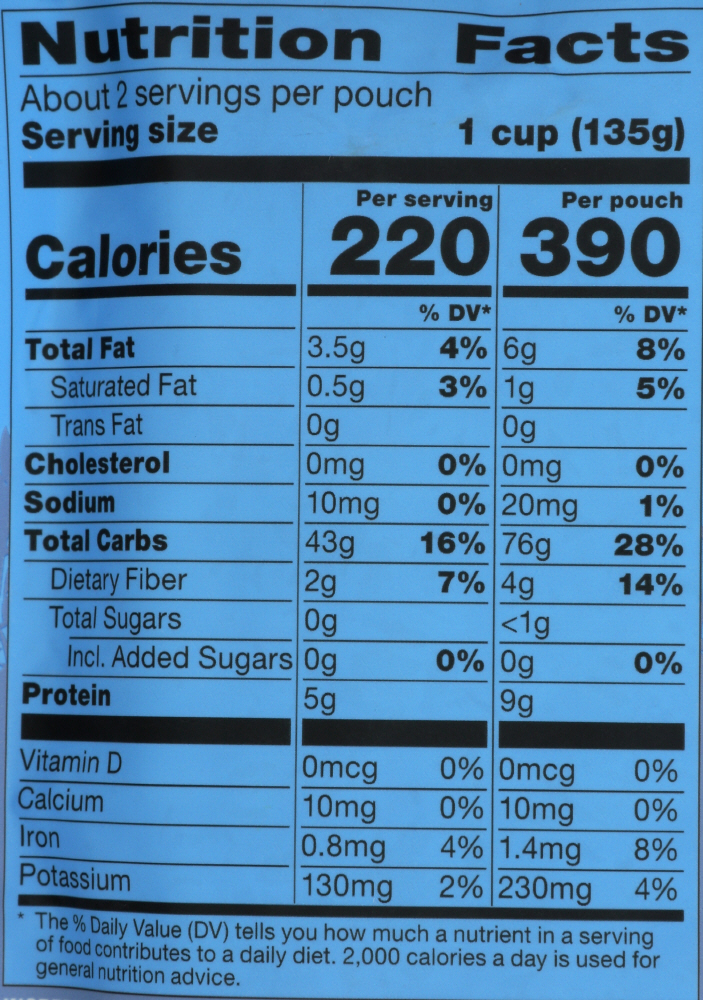 Nutrition Facts
About 2 servings per pouch
Serving size 1 cup (135g)
Per serving Per pouch
Calories 220 390
% DV* % DV*
Total Fat 3.5g 4% 6g 8%
Saturated Fat 0.5g 3% 1g 5%
Trans Fat 0g 0g
Cholesterol 0mg 0% 0mg 0%
Sodium 10mg 0% 20mg 1%
Total Carbs 43g 16% 76g 28%
Dietary Fiber 2g 7% 4g 14%
Total Sugars 0g <1g
Incl. Added Sugars 0g 0% 0g 0%
Protein 5g 9g
Vitamin D 0mcg 0% 0mcg 0%
Calcium 10mg 0% 10mg 0%
Iron 0.8mg 4% 1.4mg 8%
Potassium 130mg 2% 230mg 4%
* The % Daily Value (DV) tells you how much a nutrient in a serving
of food contributes to a daily diet. 2,000 calories a day is used for
general nutrition advice.